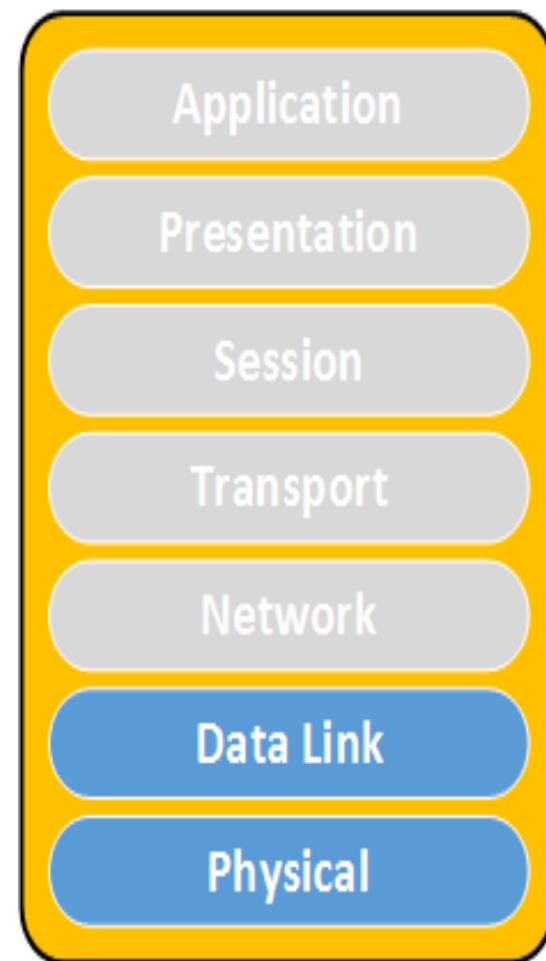 Application
Presentation
Session
Transport
Network
Data Link
Physical